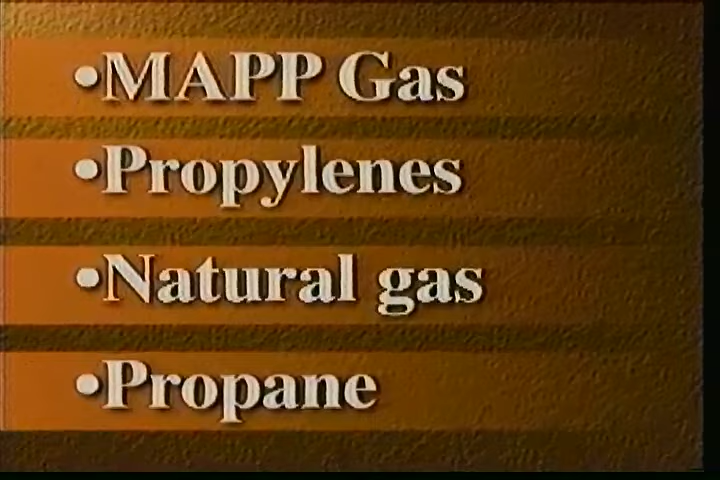 •MAPP Gas
•Propylenes
•Natural gas
•Propane